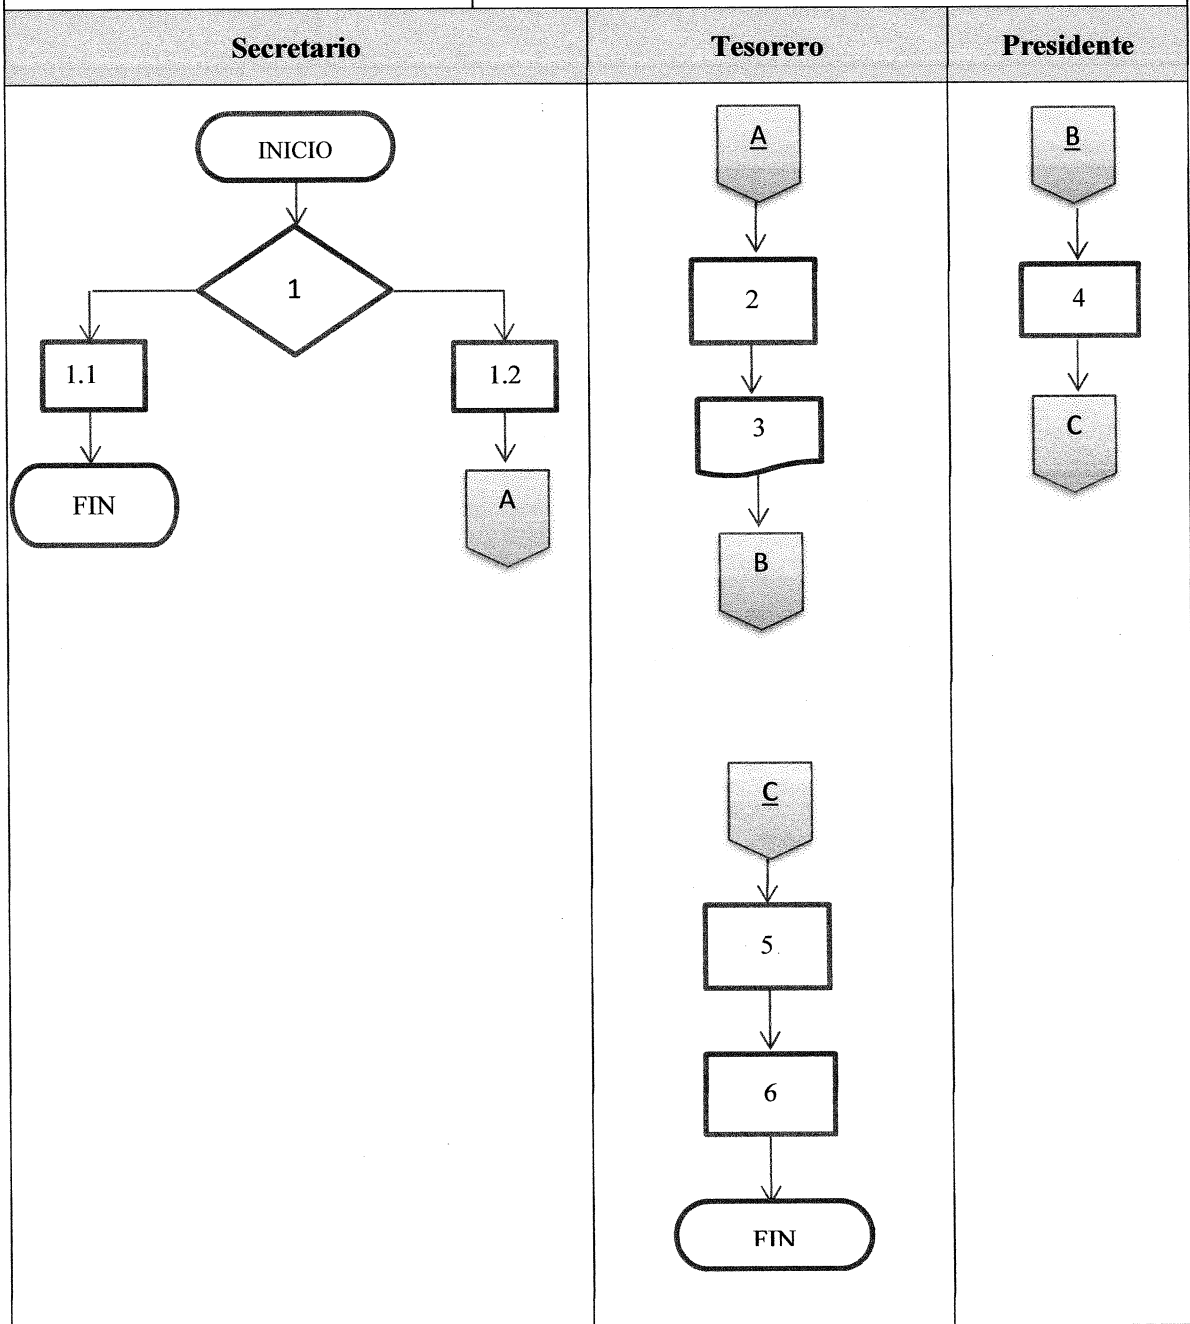 Secretario
Tesorero
Presidente
INICIO
1
1.1
1.2
FIN
A
A
2
3
B
C
5
6
FIN
B
4
C